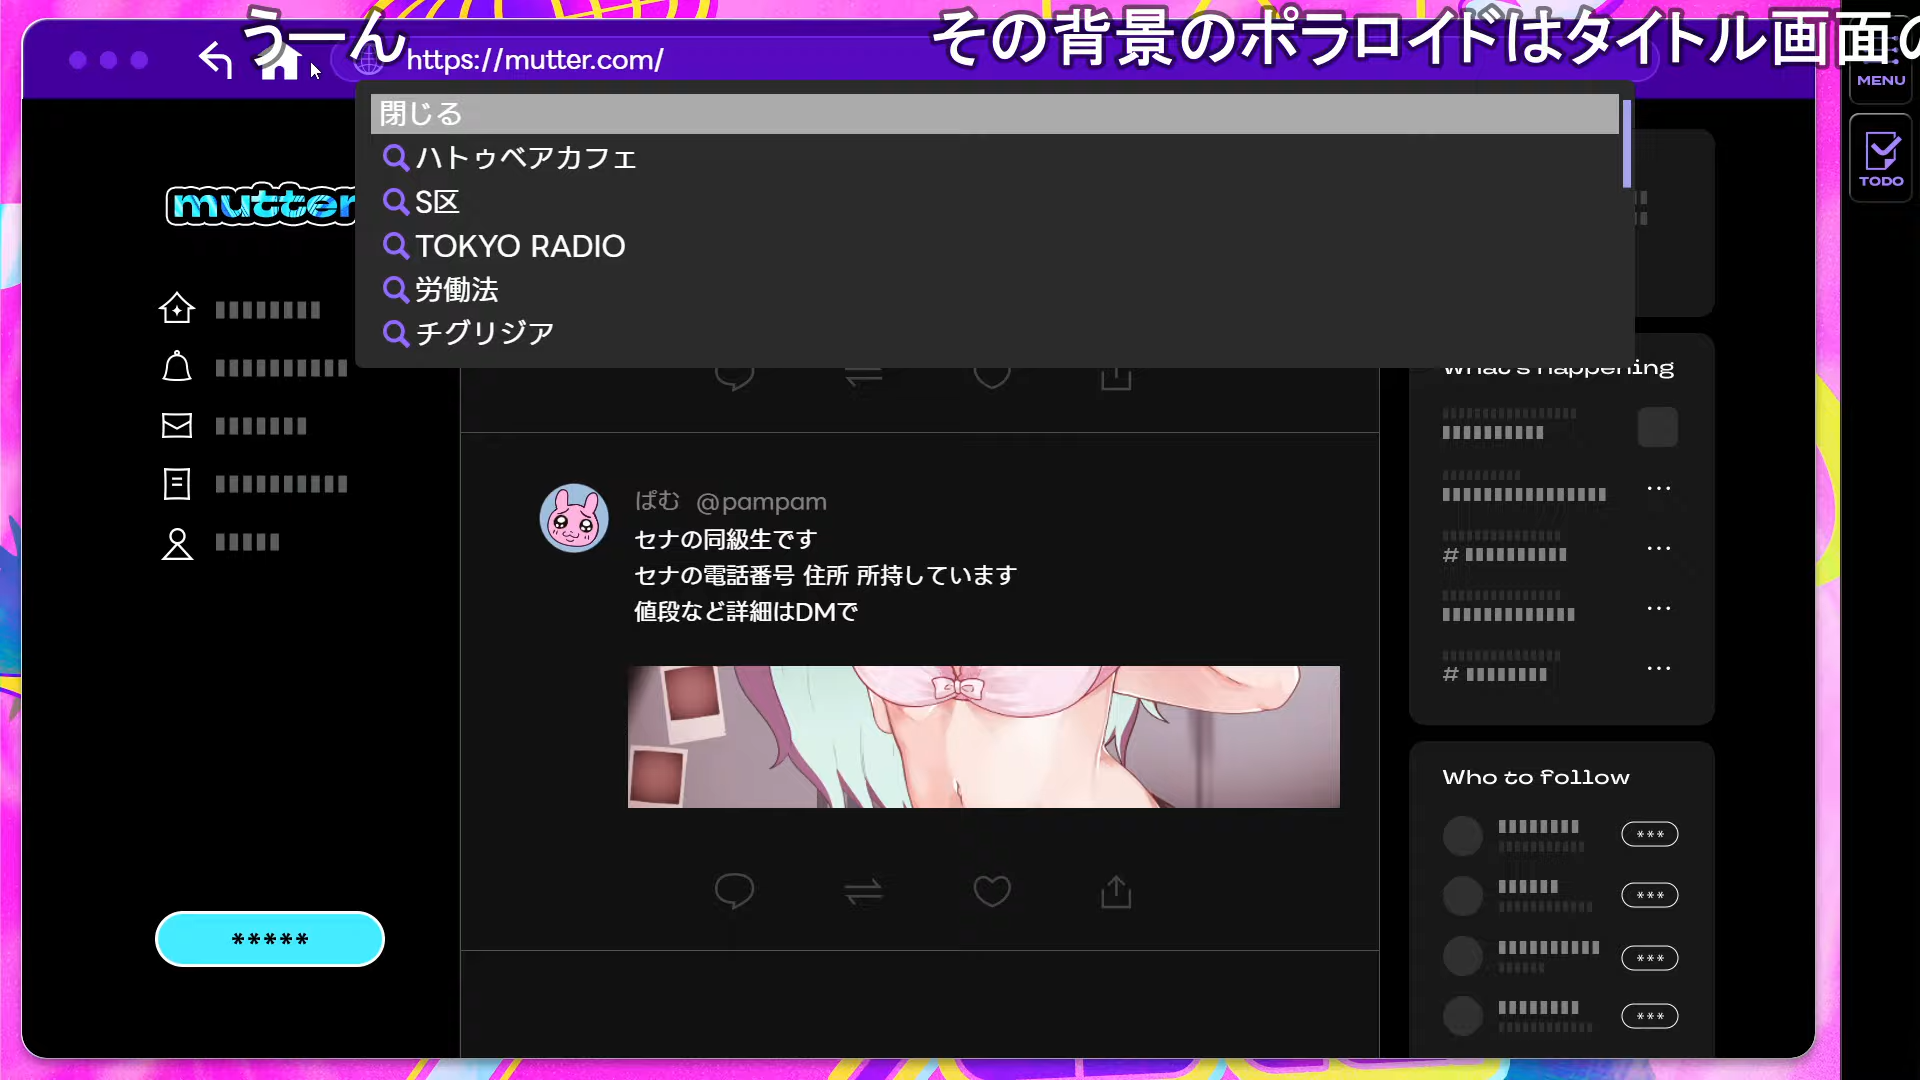 うーん
その背景のポラロイドはタイトル画面の
https://mutter.com/
MENU
TODO
閉じる
ハトゥベアカフェ
S区
TOKYO RADIO
労働法
チグリジア
mutter
What's happening
#
#
ぱむ @pampam
セナの同級生です
セナの電話番号 住所 所持しています
値段など詳細はDMで
Who to follow
***
***
***
***
*****